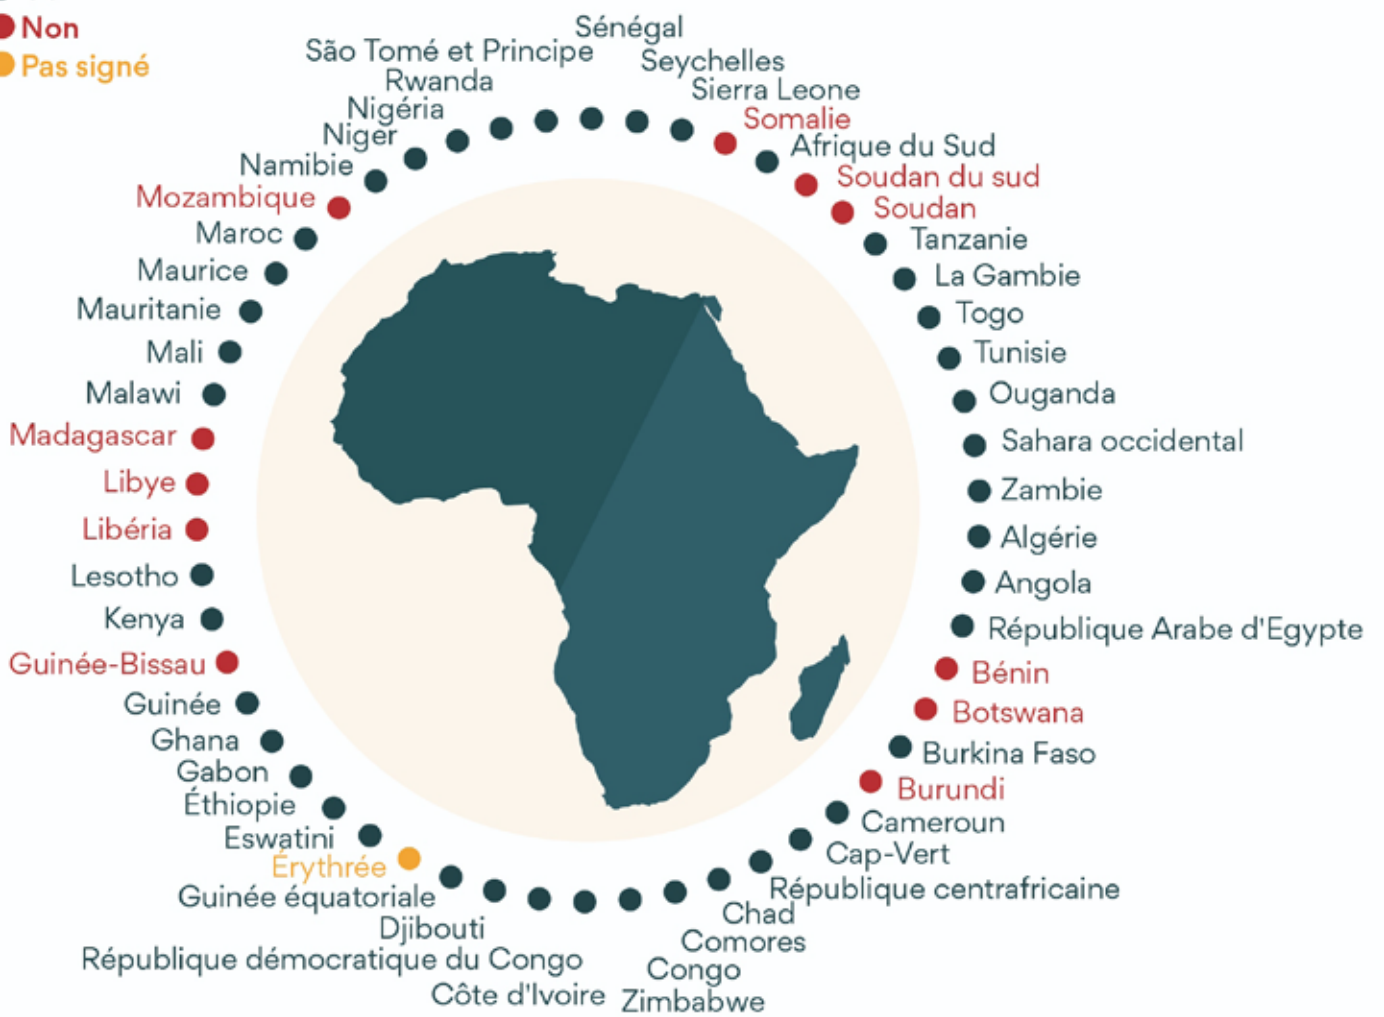 Non
Pas signé
Sénégal
São Tomé et Principe
Seychelles
Rwanda
Sierra Leone
Nigéria
Somalie
Niger
Afrique du Sud
Namibie
Soudan du sud
Mozambique
Soudan
Maroc
Tanzanie
Maurice
La Gambie
Mauritanie
Togo
Mali
Tunisie
Malawi
Ouganda
Madagascar
Sahara occidental
Libye
Zambie
Libéria
Algérie
Lesotho
Angola
Kenya
République Arabe d'Egypte
Guinée-Bissau
Bénin
Guinée
Botswana
Ghana
Burkina Faso
Gabon
Burundi
Éthiopie
Cameroun
Eswatini
Cap-Vert
Érythrée
République centrafricaine
Guinée équatoriale
Chad
Djibouti
Comores
République démocratique du Congo
Congo
Côte d'Ivoire
Zimbabwe